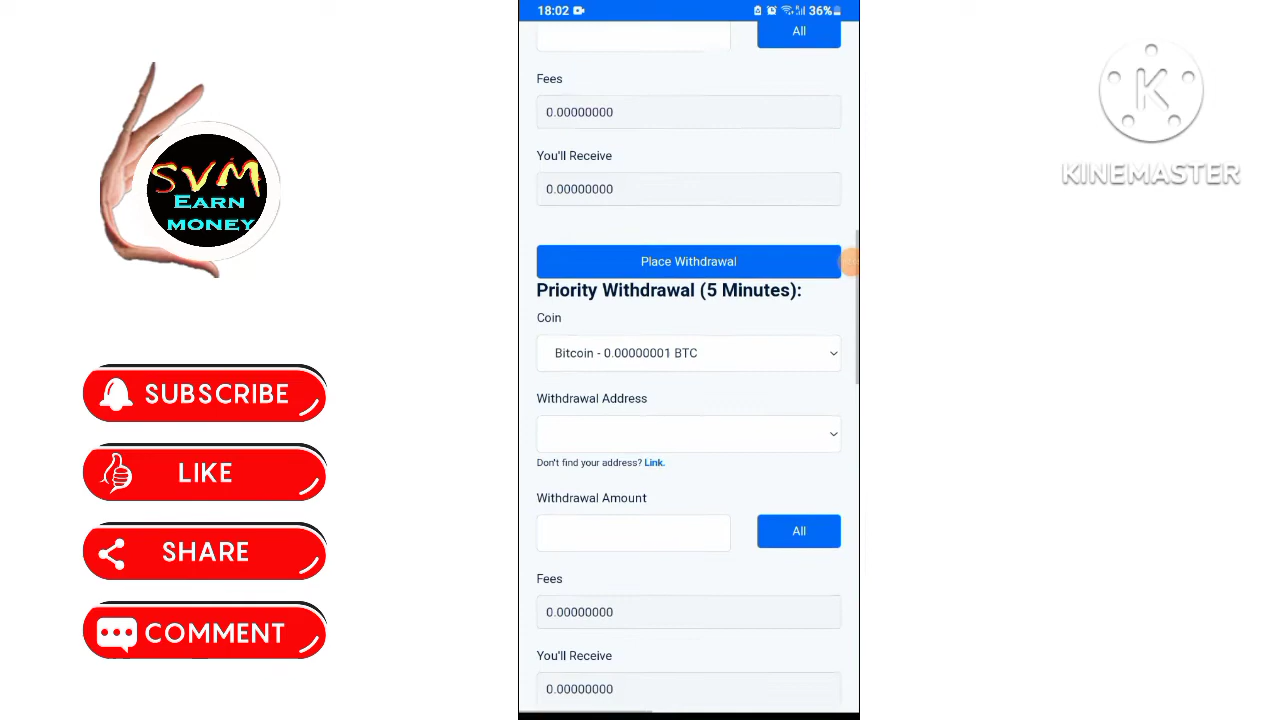 18:02
36%
All
Fees
0.00000000
You'll Receive
0.00000000
Place Withdrawal
Priority Withdrawal (5 Minutes):
Coin
Bitcoin - 0.00000001 BTC
Withdrawal Address
Don't find your address? Link.
Withdrawal Amount
All
Fees
0.00000000
You'll Receive
0.00000000
SVM
EARN
MONEY
SUBSCRIBE
LIKE
SHARE
COMMENT
K
KINEMASTER